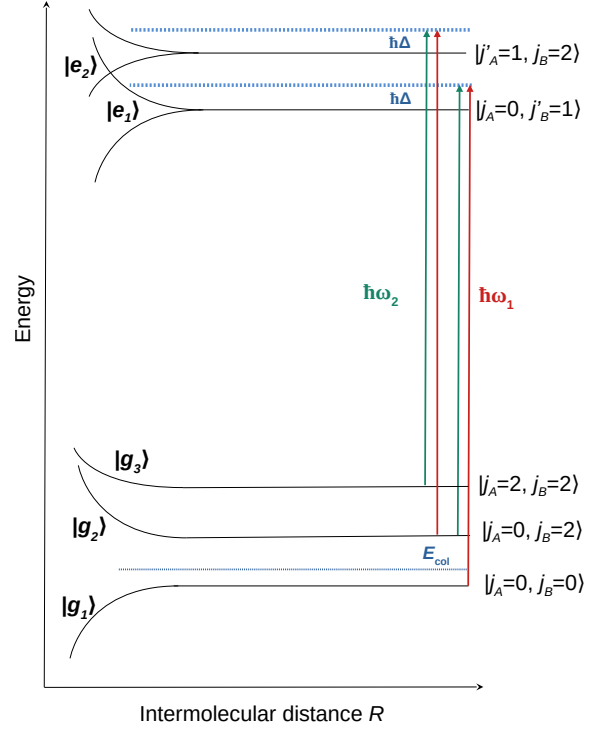 ħΔ
|j'A=1, jB=2⟩
|e2⟩
ħΔ
|e1⟩
|jA=0, j'B=1⟩
Energy
ħω2
ħω1
|g3⟩
|jA=2, jB=2⟩
|g2⟩
|jA=0, jB=2⟩
Ecol
|g1⟩
|jA=0, jB=0⟩
Intermolecular distance R